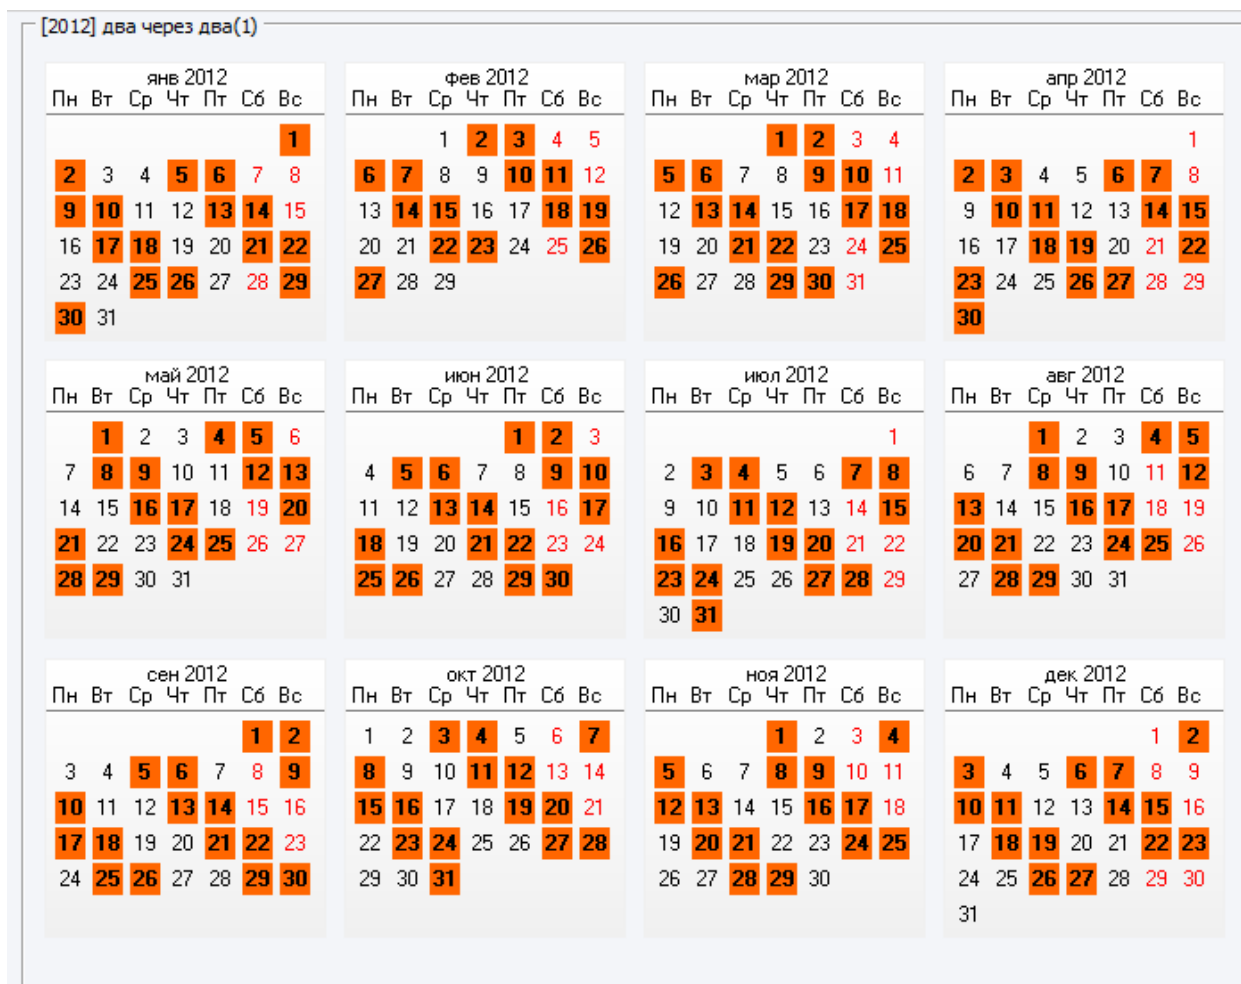 [2012] два через два(1)
янв 2012 фев 2012 мар 2012 апр 2012
Пн Вт Ср Чт Пт Сб Вс Пн Вт Ср Чт Пт Сб Вс Пн Вт Ср Чт Пт Сб Вс Пн Вт Ср Чт Пт Сб Вс
1 1 2 3 4 5 1 2 3 4 1
2 3 4 5 6 7 8 6 7 8 9 10 11 12 5 6 7 8 9 10 11 2 3 4 5 6 7 8
9 10 11 12 13 14 15 13 14 15 16 17 18 19 12 13 14 15 16 17 18 9 10 11 12 13 14 15
16 17 18 19 20 21 22 20 21 22 23 24 25 26 19 20 21 22 23 24 25 16 17 18 19 20 21 22
23 24 25 26 27 28 29 27 28 29 26 27 28 29 30 31 23 24 25 26 27 28 29
30 31 30
май 2012 июн 2012 июл 2012 авг 2012
Пн Вт Ср Чт Пт Сб Вс Пн Вт Ср Чт Пт Сб Вс Пн Вт Ср Чт Пт Сб Вс Пн Вт Ср Чт Пт Сб Вс
1 2 3 4 5 6 1 2 3 1 1 2 3 4 5
7 8 9 10 11 12 13 4 5 6 7 8 9 10 2 3 4 5 6 7 8 6 7 8 9 10 11 12
14 15 16 17 18 19 20 11 12 13 14 15 16 17 9 10 11 12 13 14 15 13 14 15 16 17 18 19
21 22 23 24 25 26 27 18 19 20 21 22 23 24 16 17 18 19 20 21 22 20 21 22 23 24 25 26
28 29 30 31 25 26 27 28 29 30 23 24 25 26 27 28 29 27 28 29 30 31
30 31
сен 2012 окт 2012 ноя 2012 дек 2012
Пн Вт Ср Чт Пт Сб Вс Пн Вт Ср Чт Пт Сб Вс Пн Вт Ср Чт Пт Сб Вс Пн Вт Ср Чт Пт Сб Вс
1 2 1 2 3 4 5 6 7 1 2 3 4 1 2
3 4 5 6 7 8 9 8 9 10 11 12 13 14 5 6 7 8 9 10 11 3 4 5 6 7 8 9
10 11 12 13 14 15 16 15 16 17 18 19 20 21 12 13 14 15 16 17 18 10 11 12 13 14 15 16
17 18 19 20 21 22 23 22 23 24 25 26 27 28 19 20 21 22 23 24 25 17 18 19 20 21 22 23
24 25 26 27 28 29 30 29 30 31 26 27 28 29 30 24 25 26 27 28 29 30
31